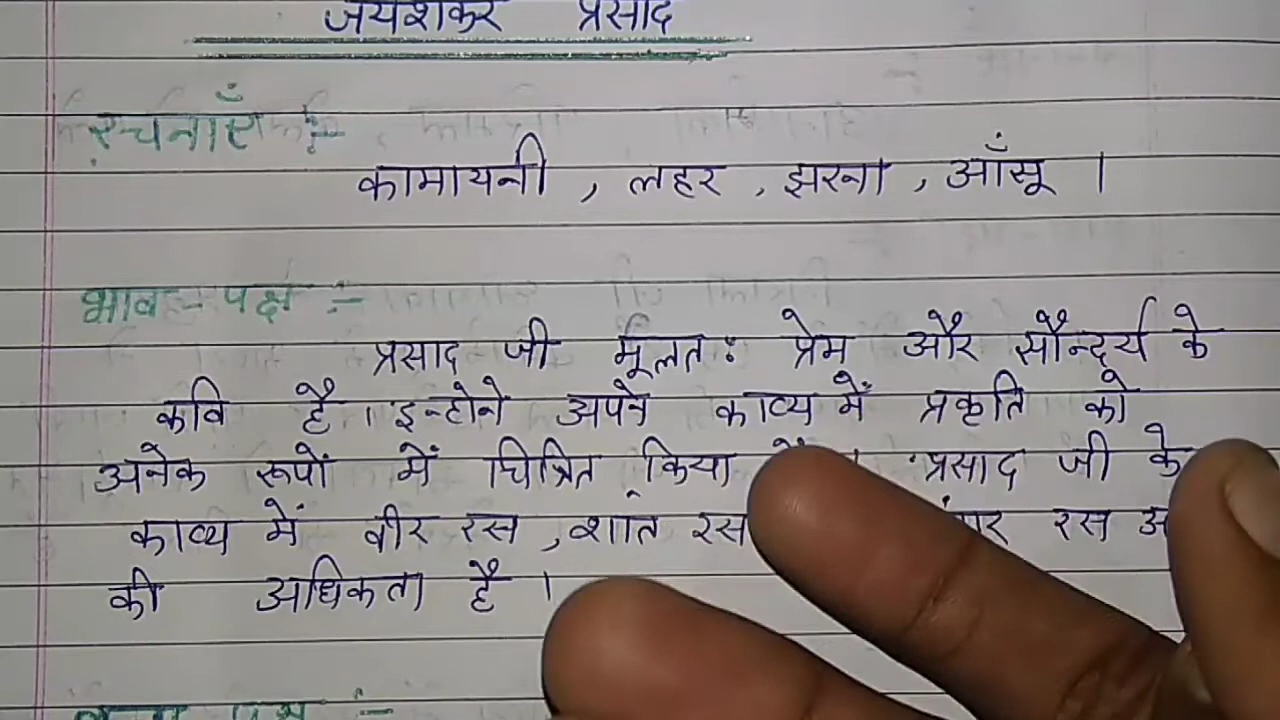 जयशंकर प्रसाद
रचनाएँ :-
कामायनी , लहर , झरना , आँसू ।
भाव - पक्ष :-
प्रसाद जी मूलतः प्रेम और सौन्दर्य के
कवि है । इन्होने अपने काव्य में प्रकृति को
अनेक रूपों में चित्रित किया । प्रसाद जी के
काव्य में वीर रस , शांत रस रस
की अधिकता है ।